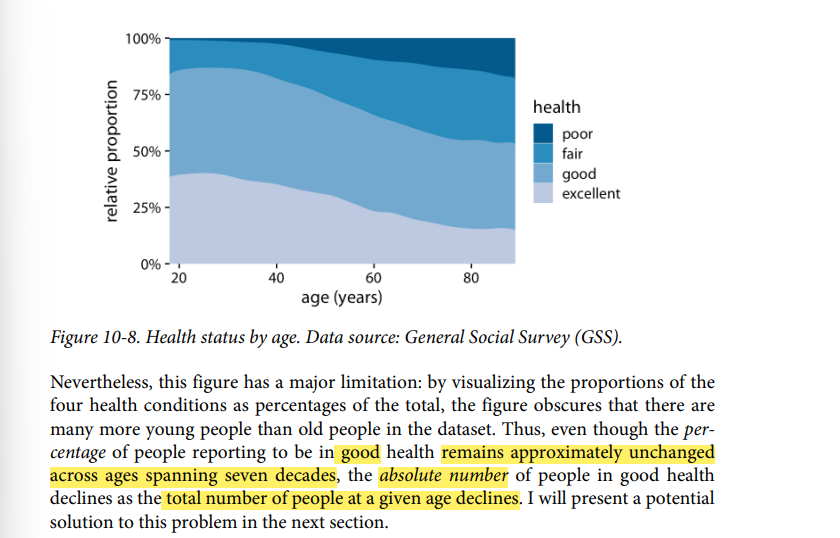 100%
75%
50%
25%
0%
relative proportion
20 40 60 80
age (years)
health
poor
fair
good
excellent
Figure 10-8. Health status by age. Data source: General Social Survey (GSS).
Nevertheless, this figure has a major limitation: by visualizing the proportions of the
four health conditions as percentages of the total, the figure obscures that there are
many more young people than old people in the dataset. Thus, even though the per-
centage of people reporting to be in good health remains approximately unchanged
across ages spanning seven decades, the absolute number of people in good health
declines as the total number of people at a given age declines. I will present a potential
solution to this problem in the next section.